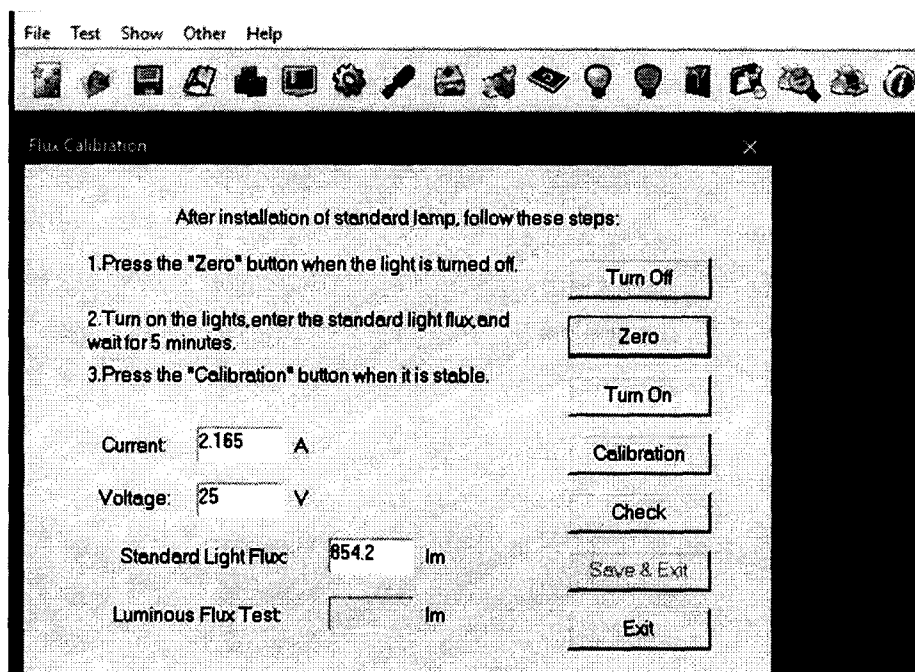 File Test Show Other Help
Flux Calibration
After installation of standard lamp, follow these steps:
1.Press the "Zero" button when the light is turned off.
Turn Off
2.Turn on the lights,enter the standard light flux,and
wait for 5 minutes.
Zero
3.Press the "Calibration" button when it is stable.
Turn On
Current: 2.165 A
Calibration
Voltage: 25 V
Check
Standard Light Flux: 854.2 lm
Save & Exit
Luminous Flux Test: lm
Exit